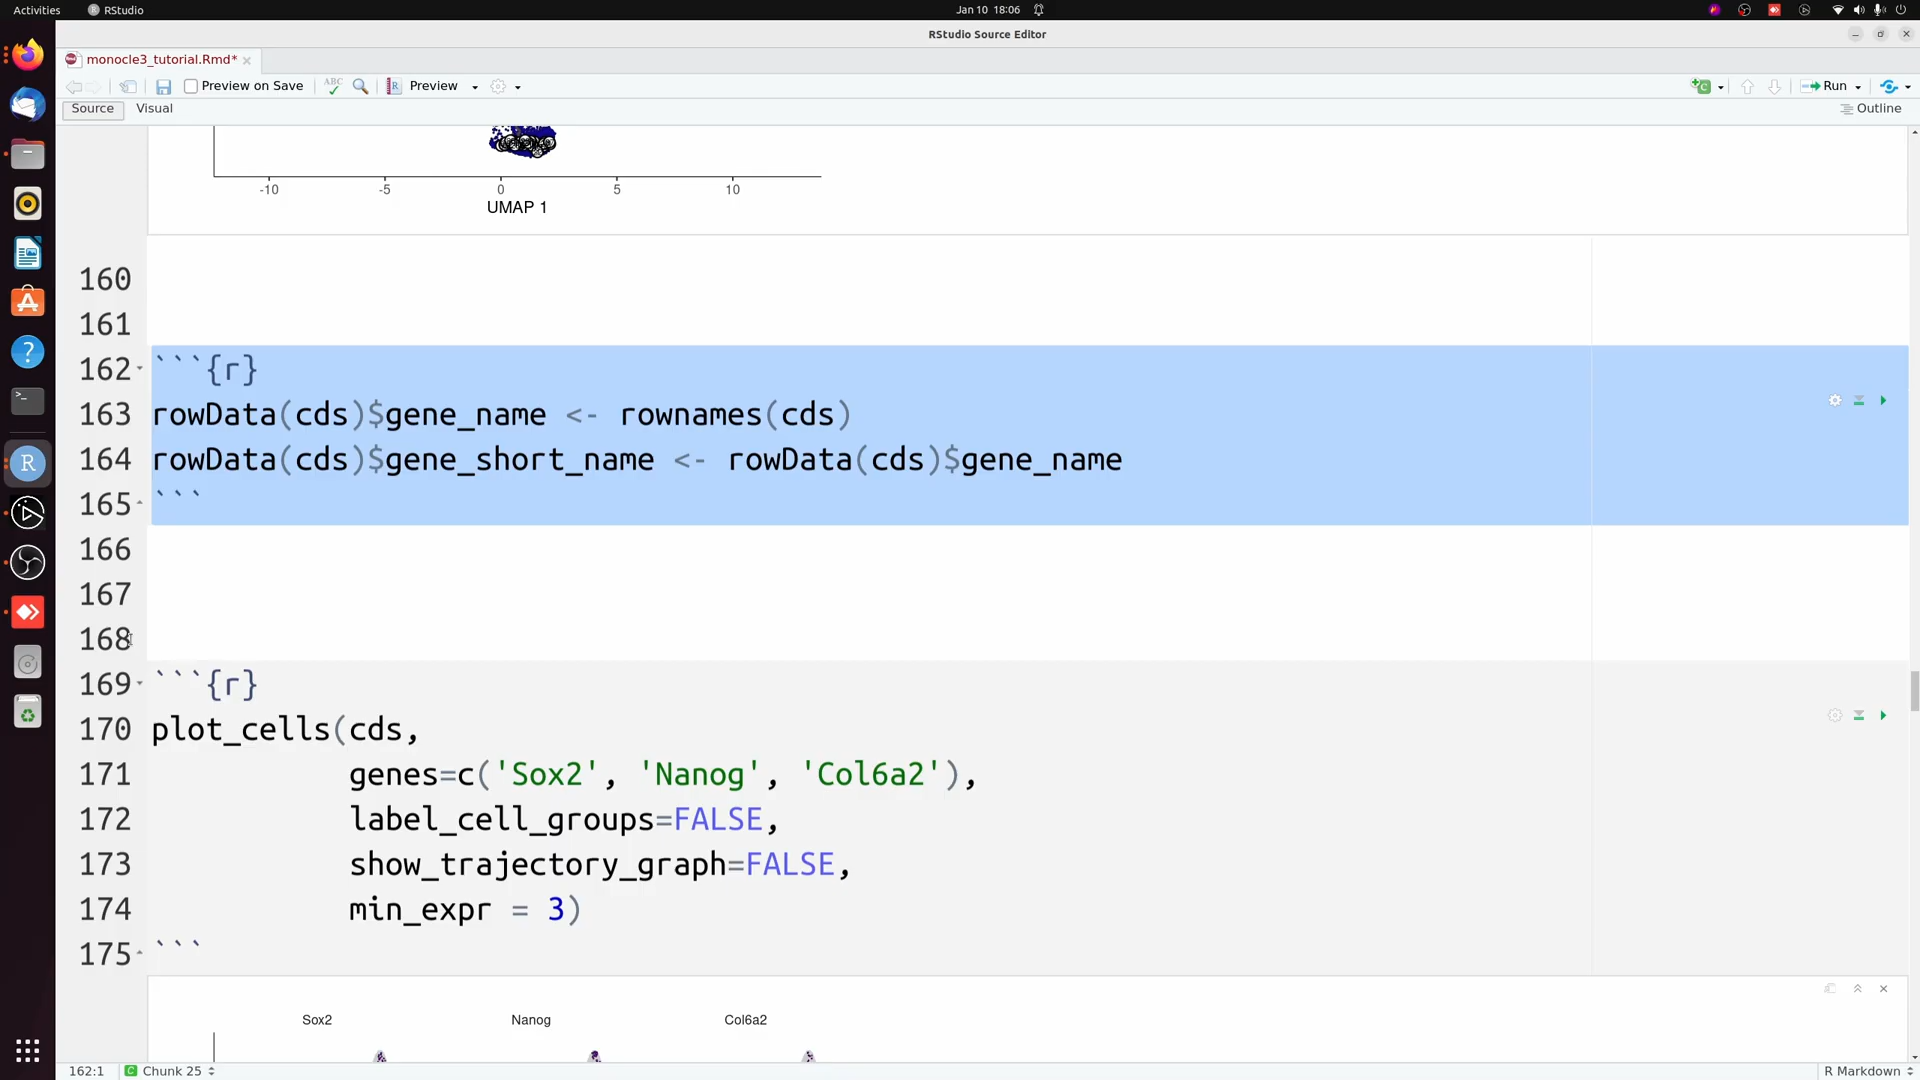 Activities
RStudio
Jan 10 18:06
RStudio Source Editor
monocle3_tutorial.Rmd*
Preview on Save
ABC
Preview
Run
Source
Visual
Outline
-10
-5
0
5
10
UMAP 1
160
161
162 ```{r}
163 rowData(cds)$gene_name <- rownames(cds)
164 rowData(cds)$gene_short_name <- rowData(cds)$gene_name
165 ```
166
167
168
169 ```{r}
170 plot_cells(cds,
171 genes=c('Sox2', 'Nanog', 'Col6a2'),
172 label_cell_groups=FALSE,
173 show_trajectory_graph=FALSE,
174 min_expr = 3)
175 ```
Sox2
Nanog
Col6a2
162:1
Chunk 25
R Markdown